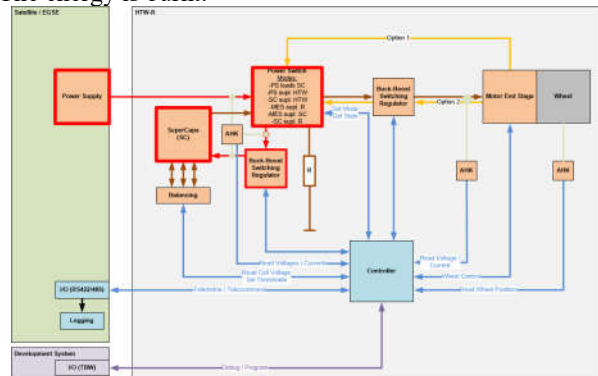 The energy is burnt.
Satellite / EGSE
HTW-R
Option 1
Power Supply
Power Switch
Modes:
-PS loads SC
-PS supl. HTW
-SC supl. HTW
-MES supl. R
-MES supl. SC
-SC supl. R
Buck-Boost
Switching
Regulator
Motor End Stage
Wheel
Option 2
Set Mode
Get State
SuperCaps
(SC)
AHK
Buck-Boost
Switching
Regulator
R
AHK
Balancing
Controller
Read Voltage /
Current
Read Voltages / Currents
Wheel Control
Read Cell Voltage
Set Thresholds
I/O (RS422/485)
Telemetrie / Telecommand
Read Wheel Position
Logging
Development System
I/O (TBW)
Debug / Program